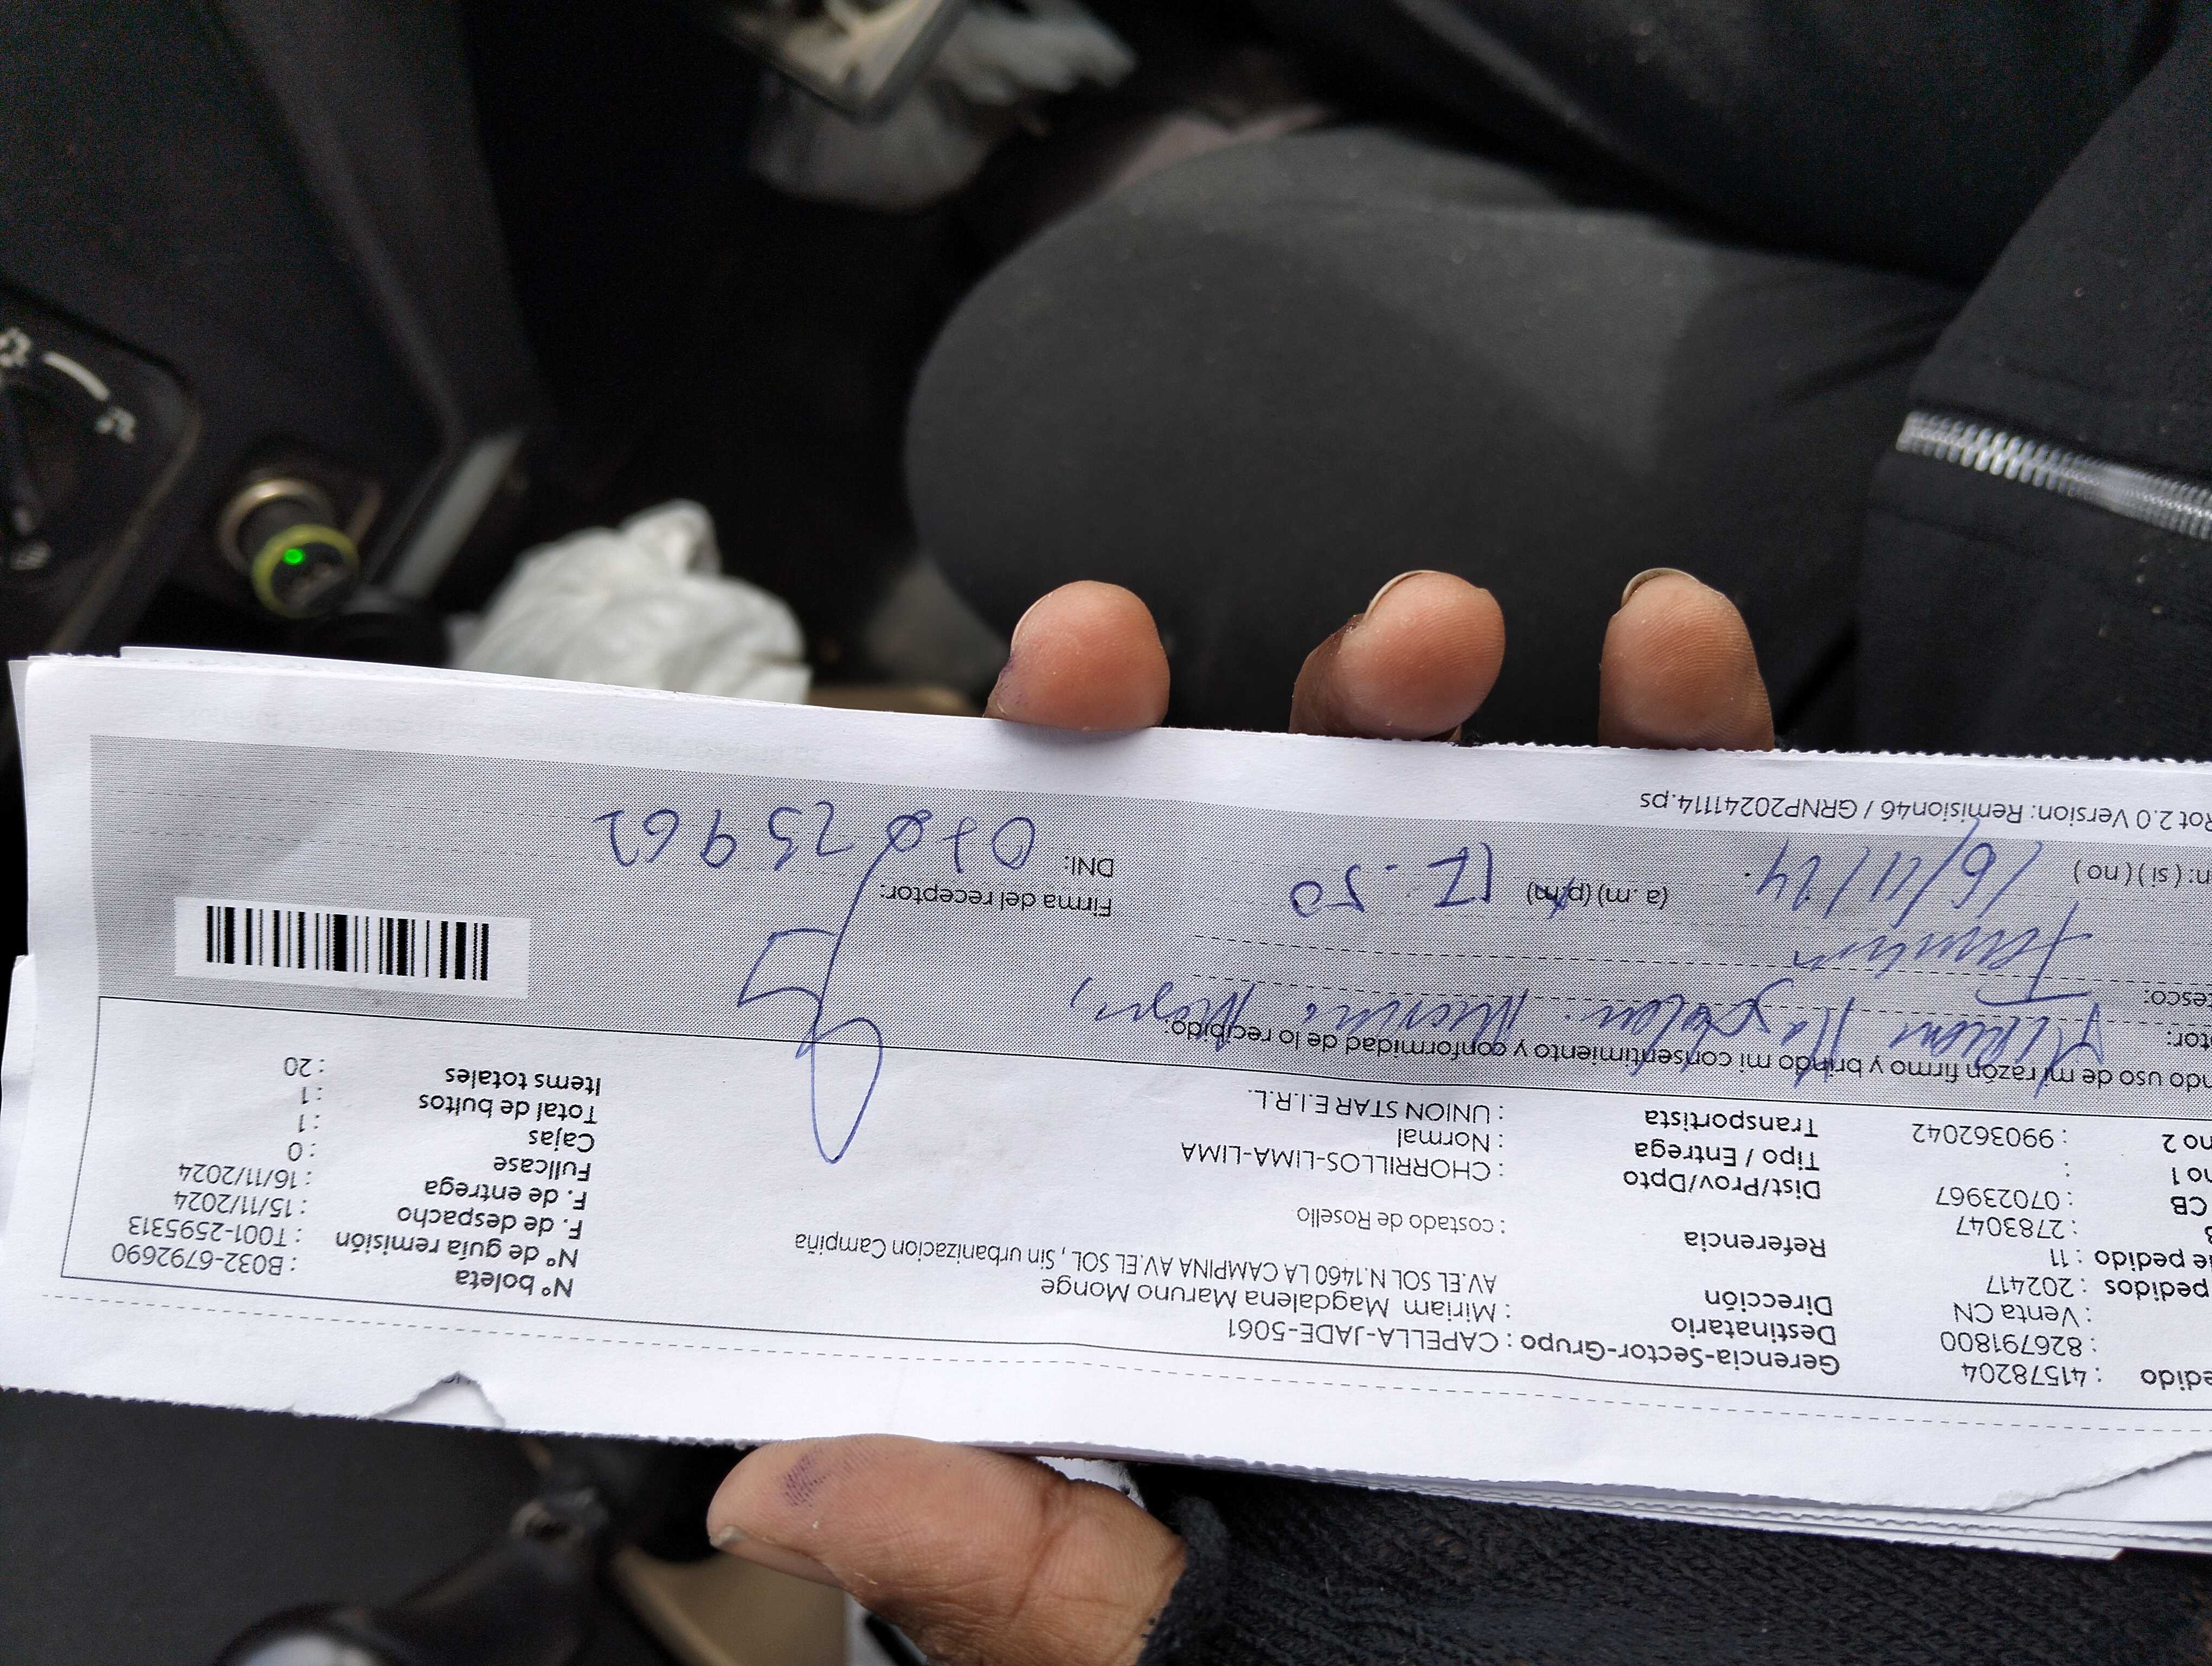 edido : 41578204
: 826791800
: Venta CN
pedidos : 202417
e pedido : 11
: 2783047
CB : 07023967
no 1 :
no 2 : 990362042
Gerencia-Sector-Grupo : CAPELLA-JADE-5061
Destinatario : Miriam Magdalena Maruno Monge
Dirección AV.EL SOL N.1460 LA CAMPINA AV.EL SOL , Sin urbanizacion Campiña
Referencia : costado de Rosello
Dist/Prov/Dpto : CHORRILLOS-LIMA-LIMA
Tipo / Entrega : Normal
Transportista : UNION STAR E.I.R.L.
N° boleta : B032-6792690
N° de guía remisión : T001-2595313
F. de despacho : 15/11/2024
F. de entrega : 16/11/2024
Fullcase : 0
Cajas : 1
Total de bultos : 1
Items totales : 20
ndo uso de mi razón firmo y brindo mi consentimiento y conformidad de lo recibido:
tor: Magdalena
esco:
n: ( si ) ( no ) 16/11/24 (a. m) (p.m)
Firma del receptor:
DNI: 07023967
Rot 2.0 Version: Remision46 / GRNP20241114.ps